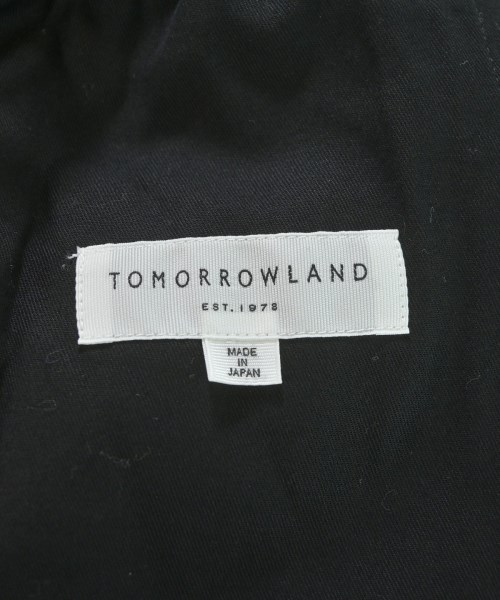 TOMORROWLAND
EST. 1978
MADE
IN
JAPAN